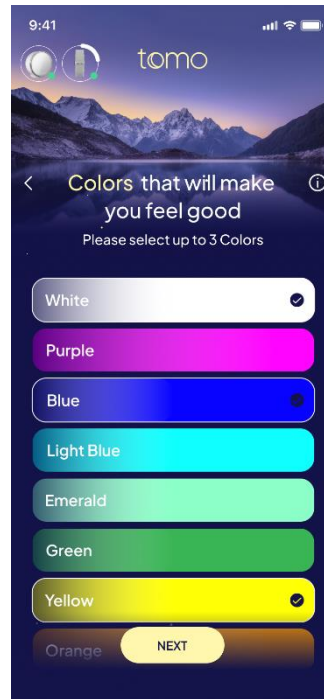 9:41
tomo
Colors that will make
you feel good
Please select up to 3 Colors
White
Purple
Blue
Light Blue
Emerald
Green
Yellow
Orange
NEXT